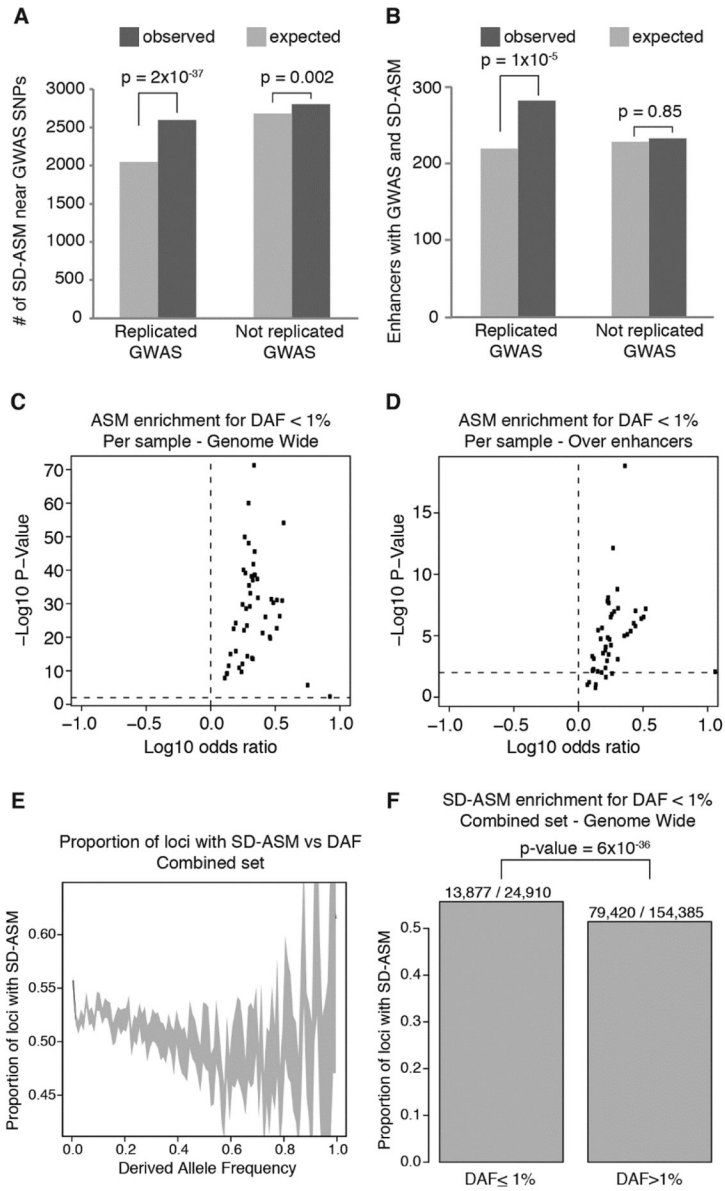 A
observed
expected
p = 2x10-37
p = 0.002
# of SD-ASM near GWAS SNPs
3000
2500
2000
1500
1000
500
0
Replicated
GWAS
Not replicated
GWAS
B
observed
expected
p = 1x10-5
p = 0.85
Enhancers with GWAS and SD-ASM
300
200
100
0
Replicated
GWAS
Not replicated
GWAS
C
ASM enrichment for DAF < 1%
Per sample - Genome Wide
−Log10 P−Value
70
60
50
40
30
20
10
0
−1.0
−0.5
0.0
0.5
1.0
Log10 odds ratio
D
ASM enrichment for DAF < 1%
Per sample - Over enhancers
−Log10 P−Value
15
10
5
0
−1.0
−0.5
0.0
0.5
1.0
Log10 odds ratio
E
Proportion of loci with SD-ASM vs DAF
Combined set
Proportion of loci with SD-ASM
0.60
0.55
0.50
0.45
0.0
0.2
0.4
0.6
0.8
1.0
Derived Allele Frequency
F
SD-ASM enrichment for DAF < 1%
Combined set - Genome Wide
p-value = 6x10-36
13,877 / 24,910
79,420 / 154,385
Proportion of loci with SD-ASM
0.5
0.4
0.3
0.2
0.1
0.0
DAF≤ 1%
DAF>1%